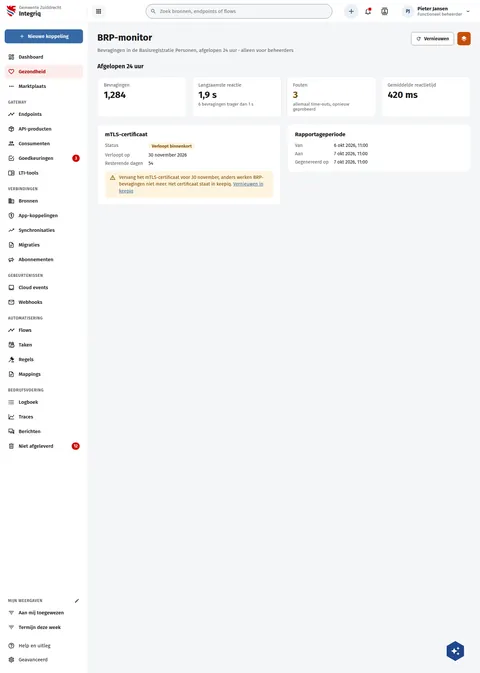 Gemeente Zuiddrecht
Integriq
Zoek bronnen, endpoints of flows
PJ
Pieter Jansen
Functioneel beheerder
Nieuwe koppeling
Dashboard
Gezondheid
Marktplaats
GATEWAY
Endpoints
API-producten
Consumenten
Goedkeuringen
LTI-tools
VERBINDINGEN
Bronnen
App-koppelingen
Synchronisaties
Migraties
Abonnementen
GEBEURTENISSEN
Cloud events
Webhooks
AUTOMATISERING
Flows
Taken
Regels
Mappings
BEDRIJFSVOERING
Logboek
Traces
Berichten
Niet afgeleverd
MIJN WEERGAVEN
Aan mij toegewezen
Termijn deze week
Help en uitleg
Geavanceerd
BRP-monitor
Bevragingen in de Basisregistratie Personen, afgelopen 24 uur · alleen voor beheerders
Vernieuwen
Afgelopen 24 uur
Bevragingen
1,284
Langzaamste reactie
1,9 s
6 bevragingen trager dan 1 s
Fouten
3
allemaal time-outs, opnieuw
geprobeerd
Gemiddelde reactietijd
420 ms
mTLS-certificaat
Status Verloopt binnenkort
Verloopt op 30 november 2026
Resterende dagen 54
Vervang het mTLS-certificaat voor 30 november, anders werken BRP-
bevragingen niet meer. Het certificaat staat in keepiq. Vernieuwen in
keepiq
Rapportageperiode
Van 6 okt 2026, 11:00
Aan 7 okt 2026, 11:00
Gegenereerd op 7 okt 2026, 11:00